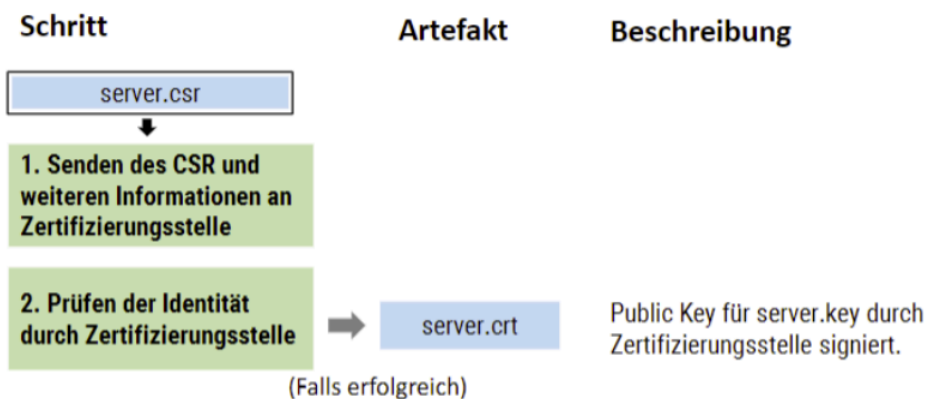 Schritt
Artefakt
Beschreibung
server.csr
1. Senden des CSR und
weiteren Informationen an
Zertifizierungsstelle
2. Prüfen der Identität
durch Zertifizierungsstelle
server.crt
Public Key für server.key durch
Zertifizierungsstelle signiert.
(Falls erfolgreich)